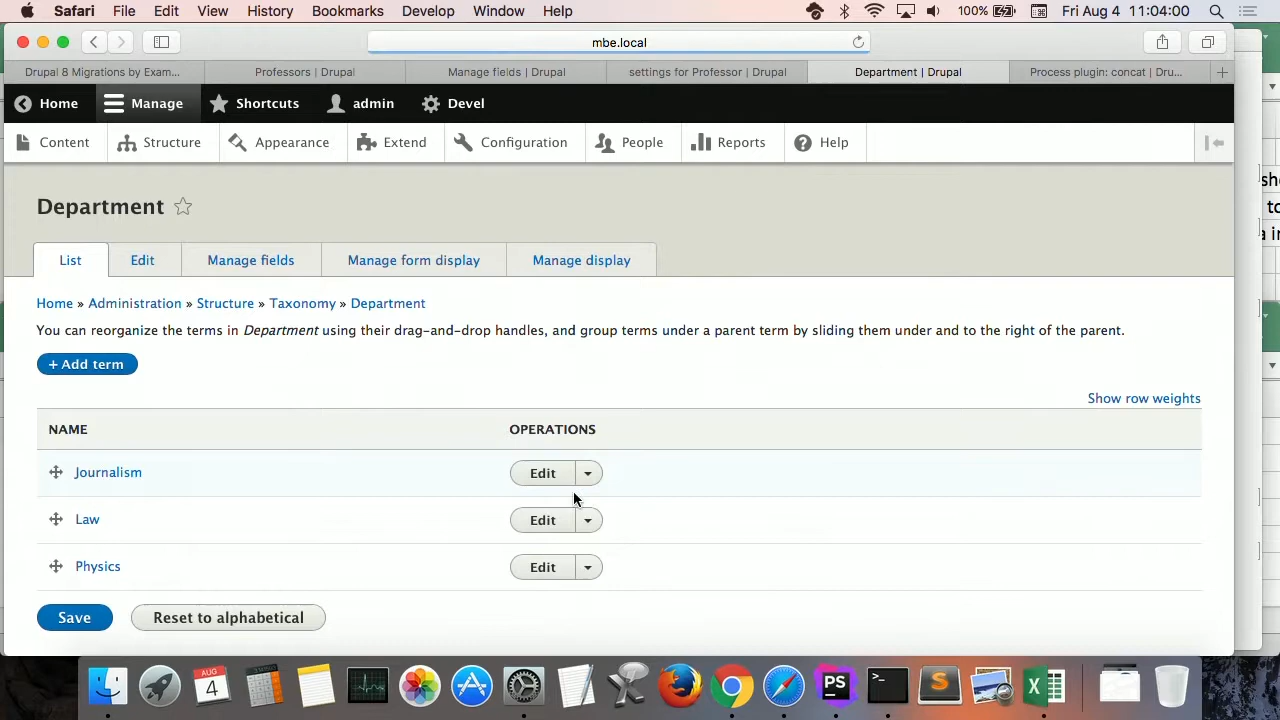 Safari File Edit View History Bookmarks Develop Window Help 100% Fri Aug 4 11:04:00
mbe.local
Drupal 8 Migrations by Exam... Professors | Drupal Manage fields | Drupal settings for Professor | Drupal Department | Drupal Process plugin: concat | Dru...
Home Manage Shortcuts admin Devel
Content Structure Appearance Extend Configuration People Reports Help
Department
List Edit Manage fields Manage form display Manage display
Home » Administration » Structure » Taxonomy » Department
You can reorganize the terms in Department using their drag-and-drop handles, and group terms under a parent term by sliding them under and to the right of the parent.
+ Add term
Show row weights
NAME OPERATIONS
Journalism Edit
Law Edit
Physics Edit
Save Reset to alphabetical
AUG
4
PS